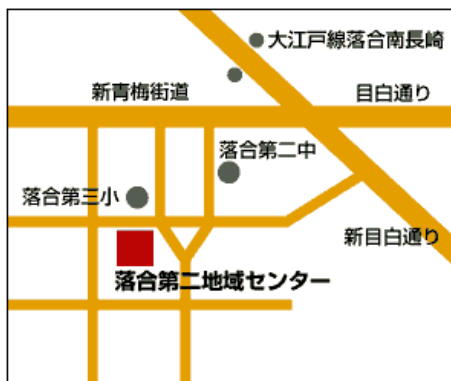 大江戸線落合南長崎
新青梅街道
目白通り
落合第二中
落合第三小
新目白通り
落合第二地域センター